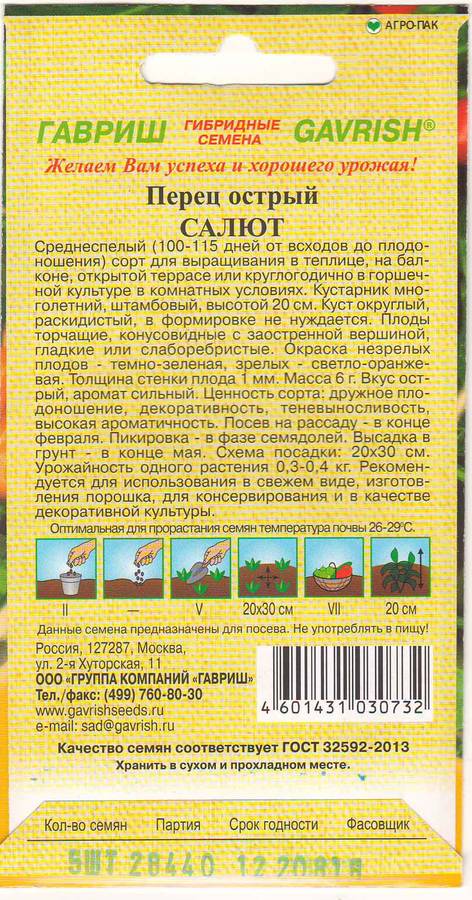 АГРО-ПАК
ГАВРИШ ГИБРИДНЫЕ СЕМЕНА GAVRISH®
Желаем Вам успеха и хорошего урожая!
Перец острый
САЛЮТ
Среднеспелый (100-115 дней от всходов до плодо-
ношения) сорт для выращивания в теплице, на бал-
коне, открытой террасе или круглогодично в горшеч-
ной культуре в комнатных условиях. Кустарник мно-
голетний, штамбовый, высотой 20 см. Куст округлый,
раскидистый, в формировке не нуждается. Плоды
торчащие, конусовидные с заостренной вершиной,
гладкие или слаборебристые. Окраска незрелых
плодов - темно-зеленая, зрелых - светло-оранже-
вая. Толщина стенки плода 1 мм. Масса 6 г. Вкус ост-
рый, аромат сильный. Ценность сорта: дружное пло-
доношение, декоративность, теневыносливость,
высокая ароматичность. Посев на рассаду - в конце
февраля. Пикировка - в фазе семядолей. Высадка в
грунт - в конце мая. Схема посадки: 20х30 см.
Урожайность одного растения 0,3-0,4 кг. Рекомен-
дуется для использования в свежем виде, изготов-
ления порошка, для консервирования и в качестве
декоративной культуры.
Оптимальная для прорастания семян температура почвы 26-29°С.
II — V 20х30 см VII 20 см
Данные семена предназначены для посева. Не употреблять в пищу!
Россия, 127287, Москва,
ул. 2-я Хуторская, 11
ООО «ГРУППА КОМПАНИЙ "ГАВРИШ"»
Тел./факс: (499) 760-80-30
www.gavrishseeds.ru
e-mail: sad@gavrish.ru
4 601431 030732
Качество семян соответствует ГОСТ 32592-2013
Хранить в сухом и прохладном месте.
Кол-во семян Партия Срок годности Фасовщик
5ШТ 28440 12.20818